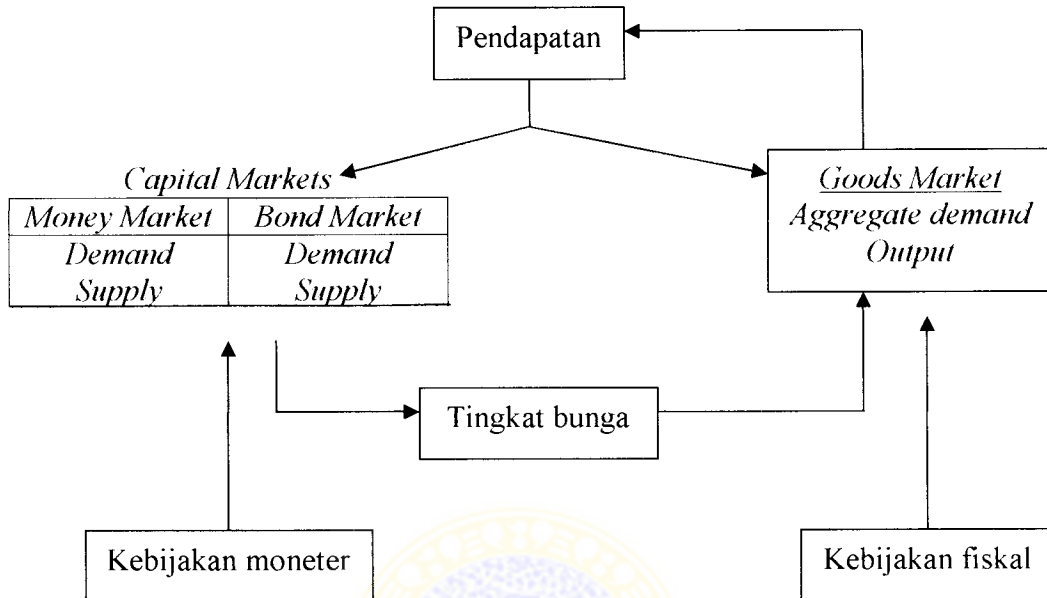 Pendapatan
Capital Markets
Money Market Bond Market
Demand Demand
Supply Supply
Goods Market
Aggregate demand
Output
Tingkat bunga
Kebijakan moneter
Kebijakan fiskal